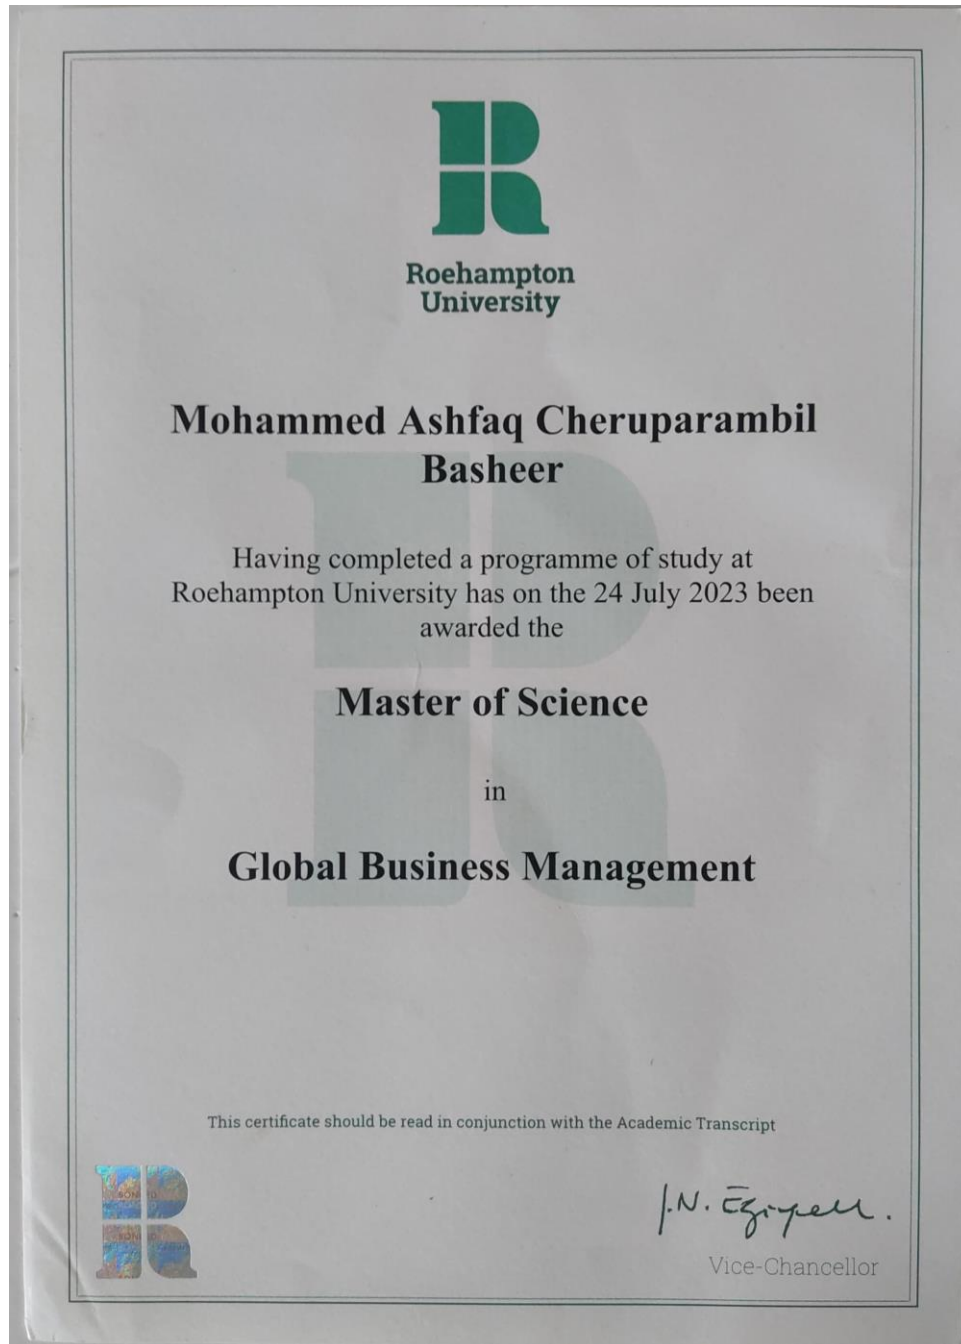 R
Roehampton
University
Mohammed Ashfaq Cheruparambil
Basheer
Having completed a programme of study at
Roehampton University has on the 24 July 2023 been
awarded the
Master of Science
in
Global Business Management
This certificate should be read in conjunction with the Academic Transcript
R
Vice-Chancellor